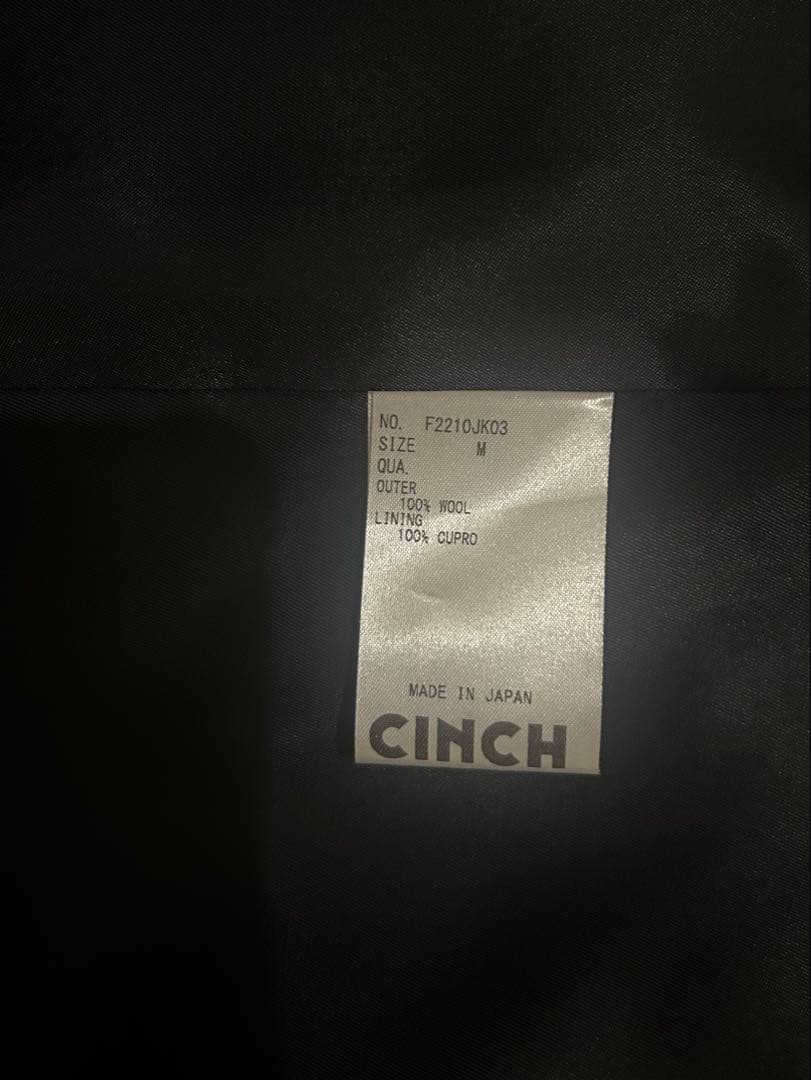 NO. F2210JK03
SIZE M
QUA.
OUTER
100% WOOL
LINING
100% CUPRO
MADE IN JAPAN
CINCH